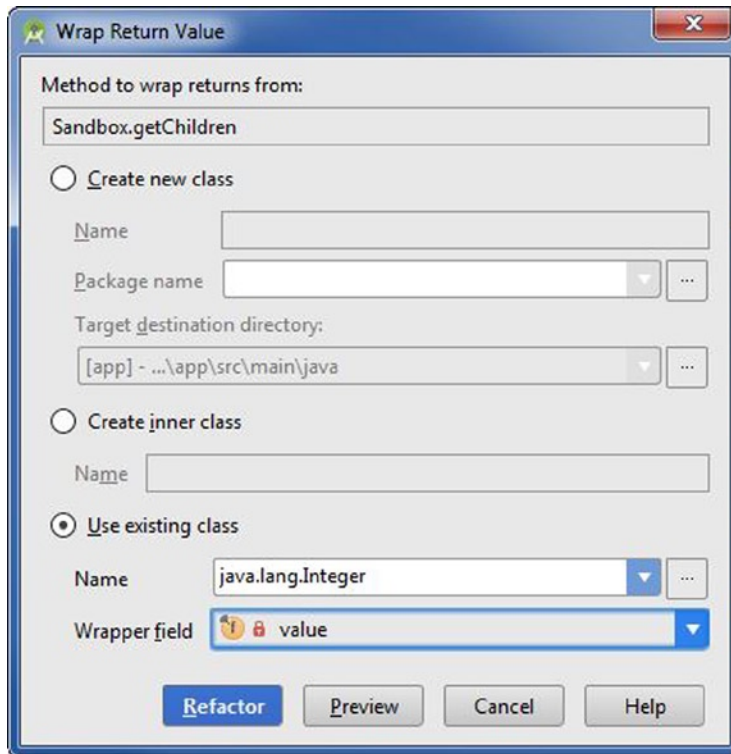 Wrap Return Value
Method to wrap returns from:
Sandbox.getChildren
Create new class
Name
Package name ...
Target destination directory:
[app] - ...\app\src\main\java ...
Create inner class
Name
Use existing class
Name java.lang.Integer ...
Wrapper field f value
Refactor Preview Cancel Help